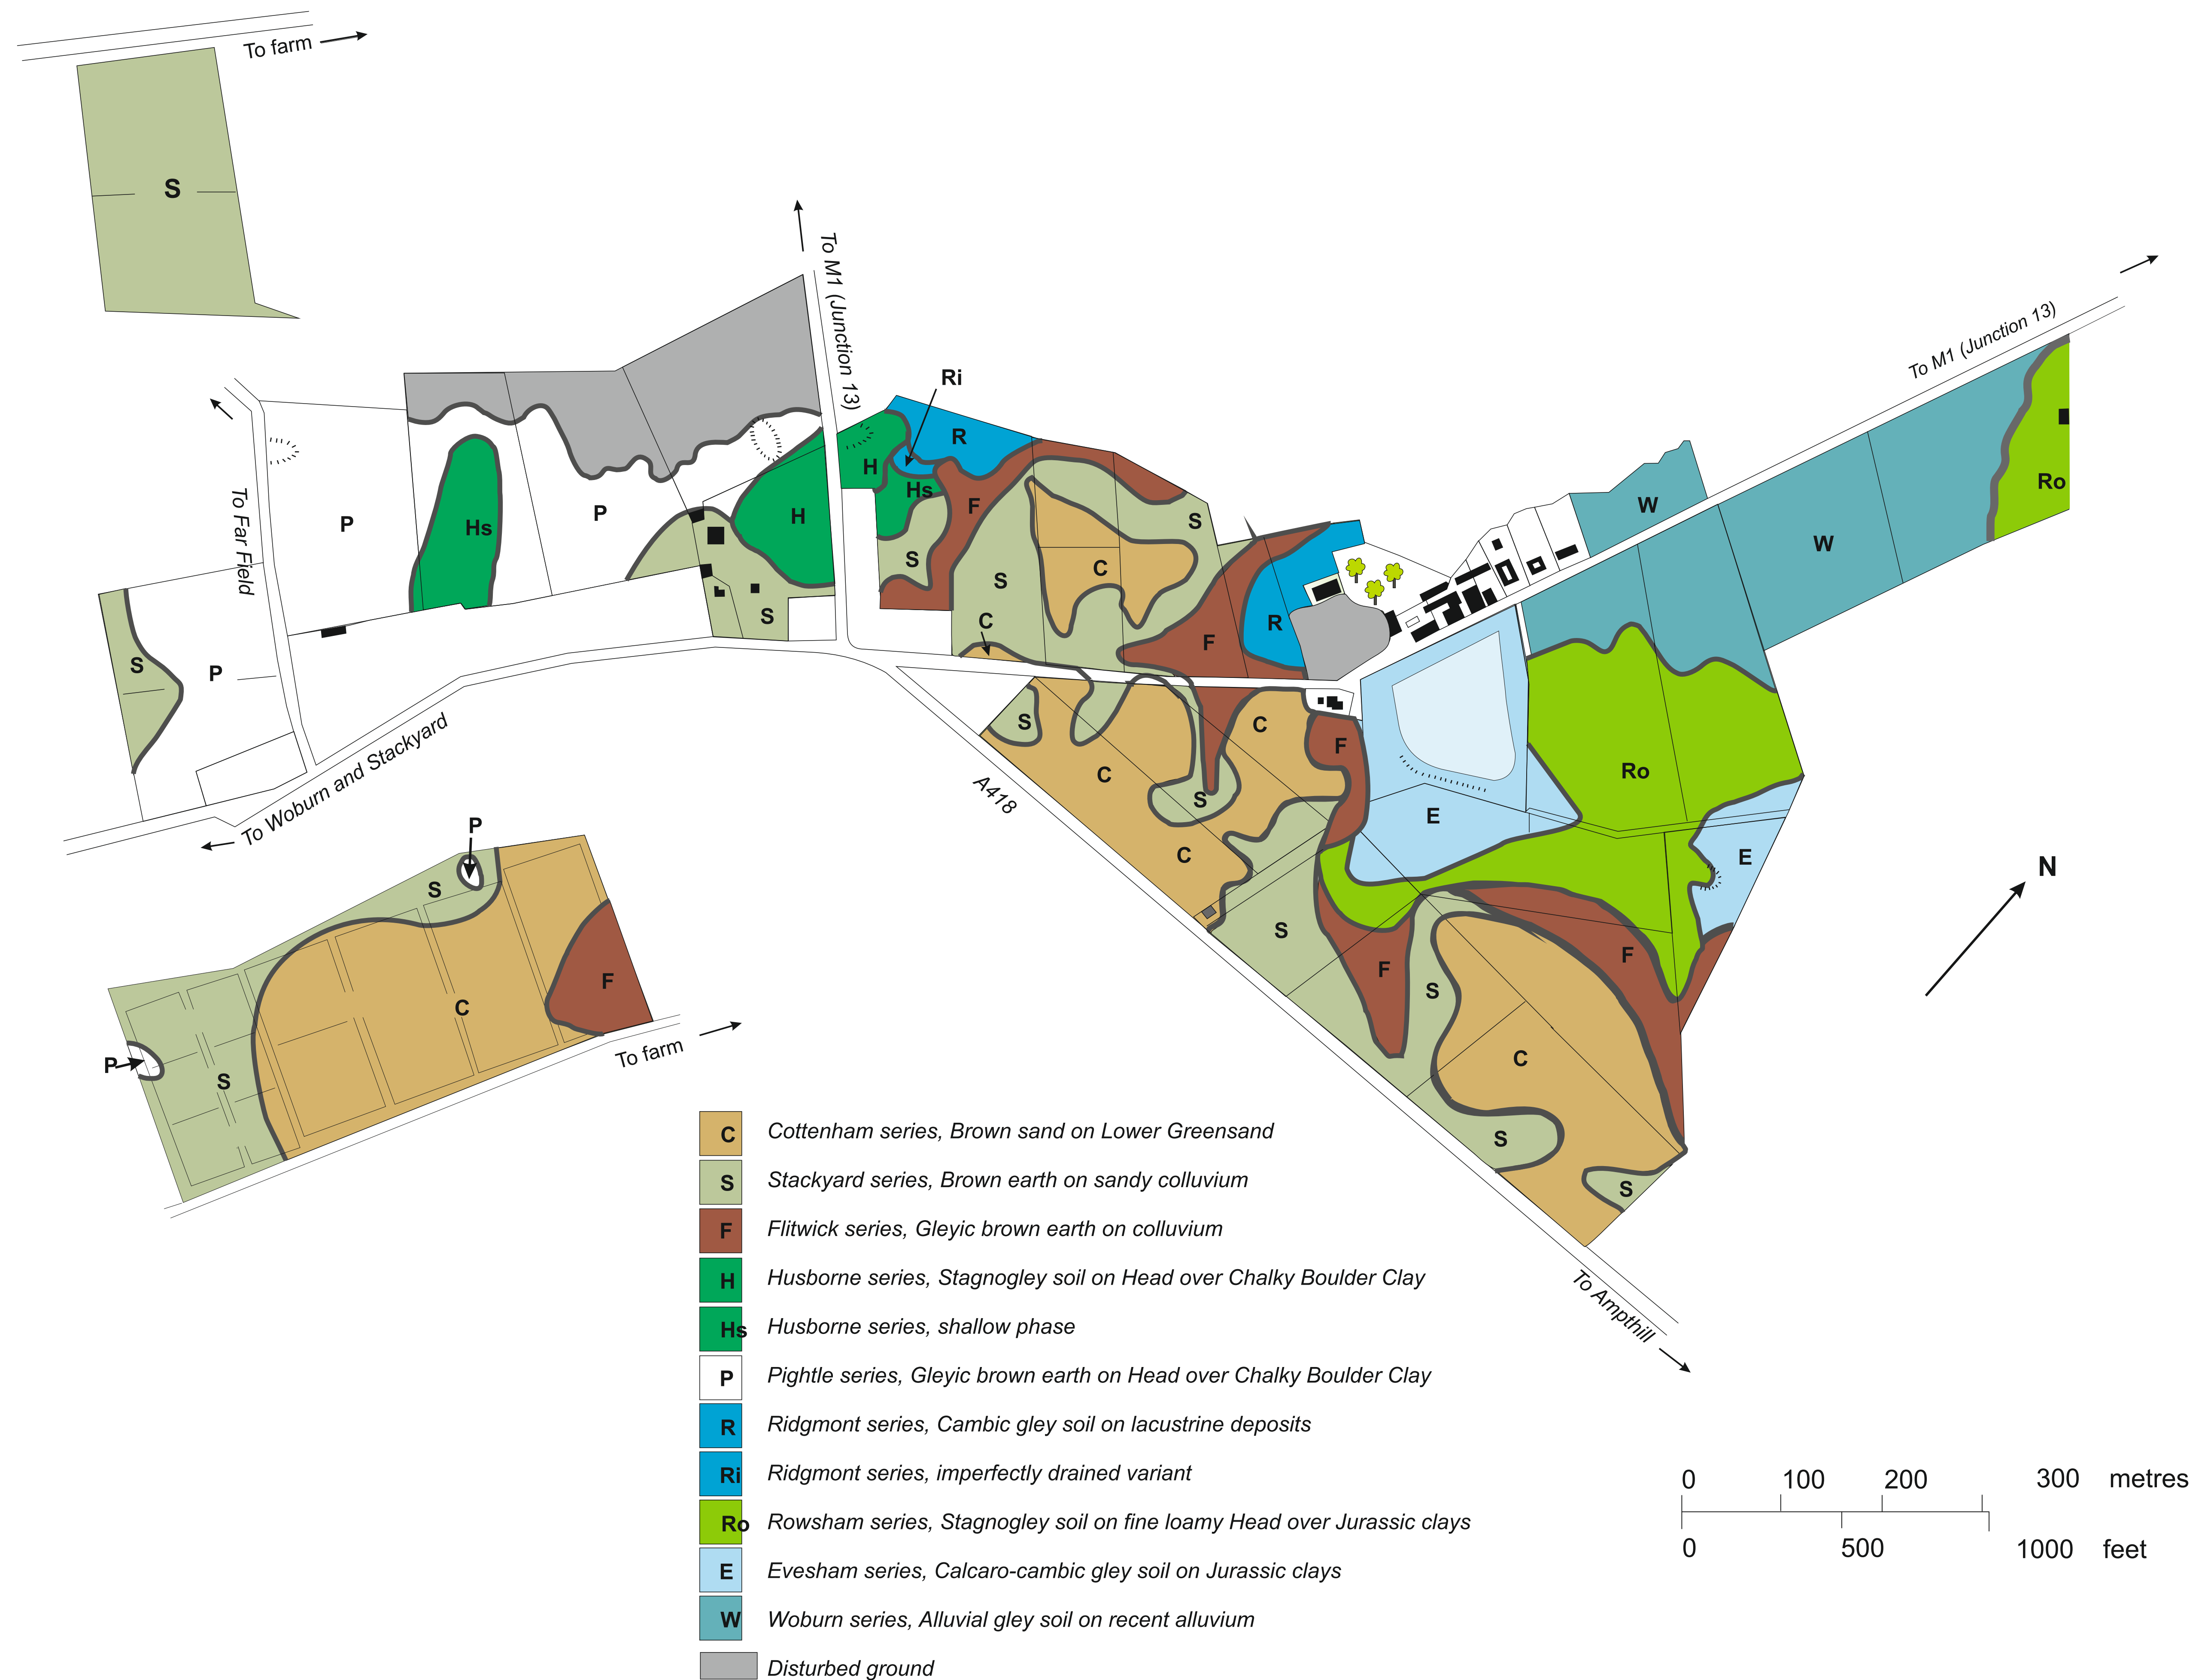 To farm
S
To M1 (Junction 13)
To M1 (Junction 13)
Ri
R
H
Hs
F
S
S
P
Hs
P
H
S
To Far Field
S
P
S
C
C
F
R
W
W
Ro
S
C
C
F
C
S
E
Ro
E
A418
C
S
F
F
S
C
S
S
N
To Woburn and Stackyard
P
S
F
C
P
S
To farm
To Ampthill
C Cottenham series, Brown sand on Lower Greensand
S Stackyard series, Brown earth on sandy colluvium
F Flitwick series, Gleyic brown earth on colluvium
H Husborne series, Stagnogley soil on Head over Chalky Boulder Clay
Hs Husborne series, shallow phase
P Pightle series, Gleyic brown earth on Head over Chalky Boulder Clay
R Ridgmont series, Cambic gley soil on lacustrine deposits
Ri Ridgmont series, imperfectly drained variant
Ro Rowsham series, Stagnogley soil on fine loamy Head over Jurassic clays
E Evesham series, Calcaro-cambic gley soil on Jurassic clays
W Woburn series, Alluvial gley soil on recent alluvium
Disturbed ground
0 100 200 300 metres
0 500 1000 feet